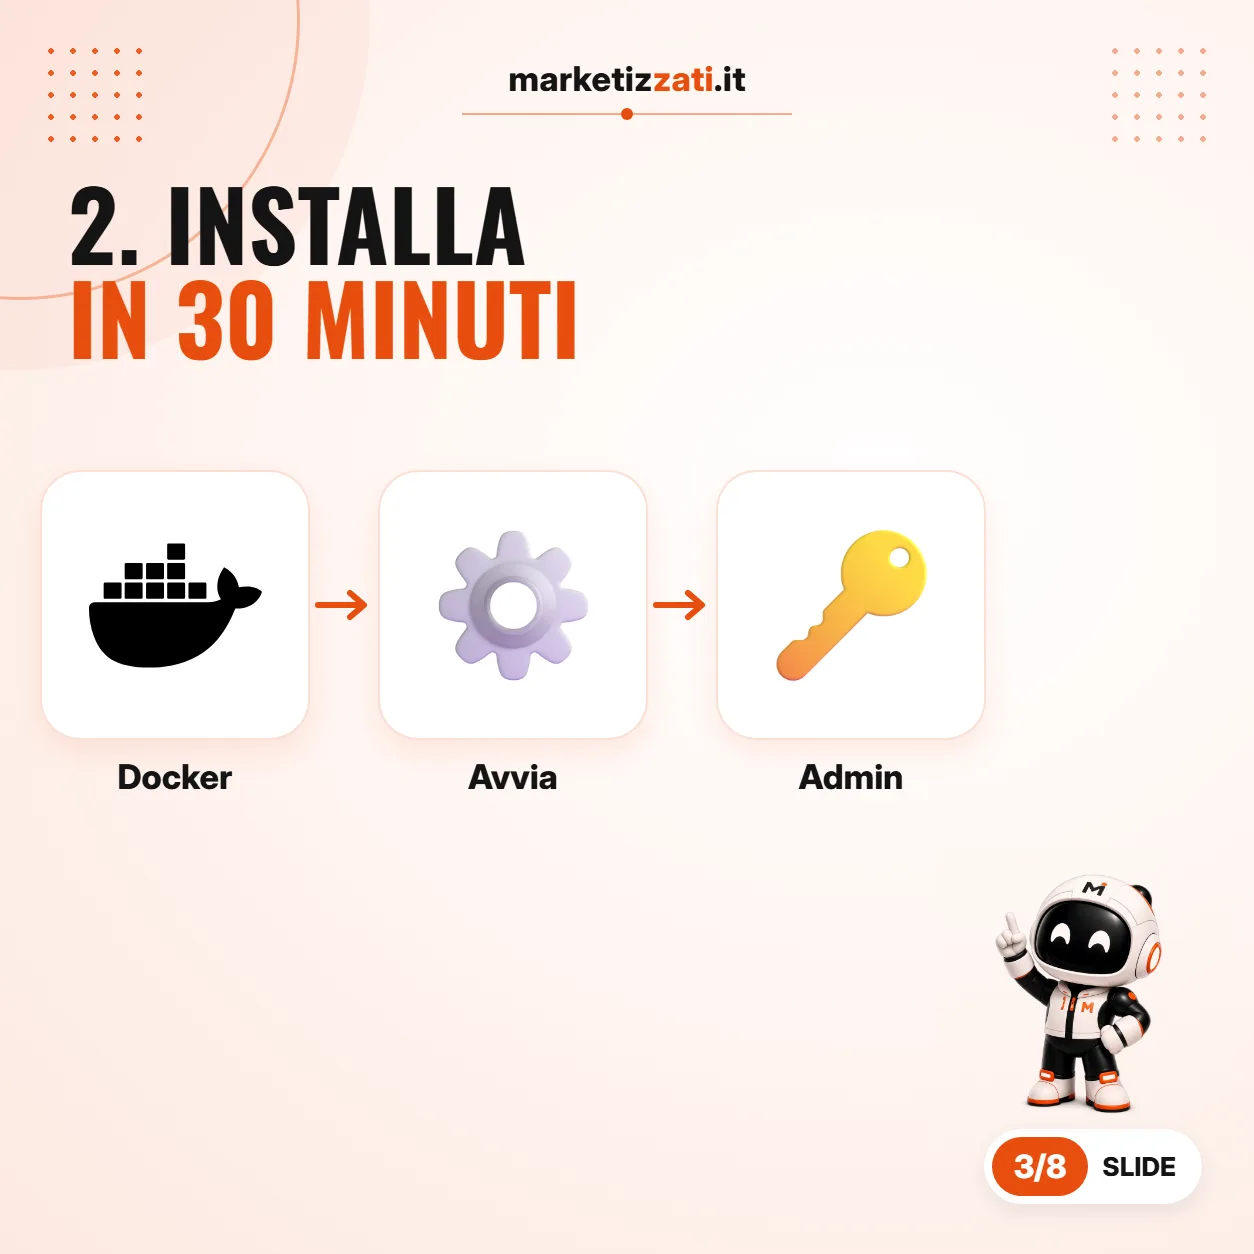 marketizzati.it
2. INSTALLA
IN 30 MINUTI
Docker
Avvia
Admin
M
M
3/8 SLIDE